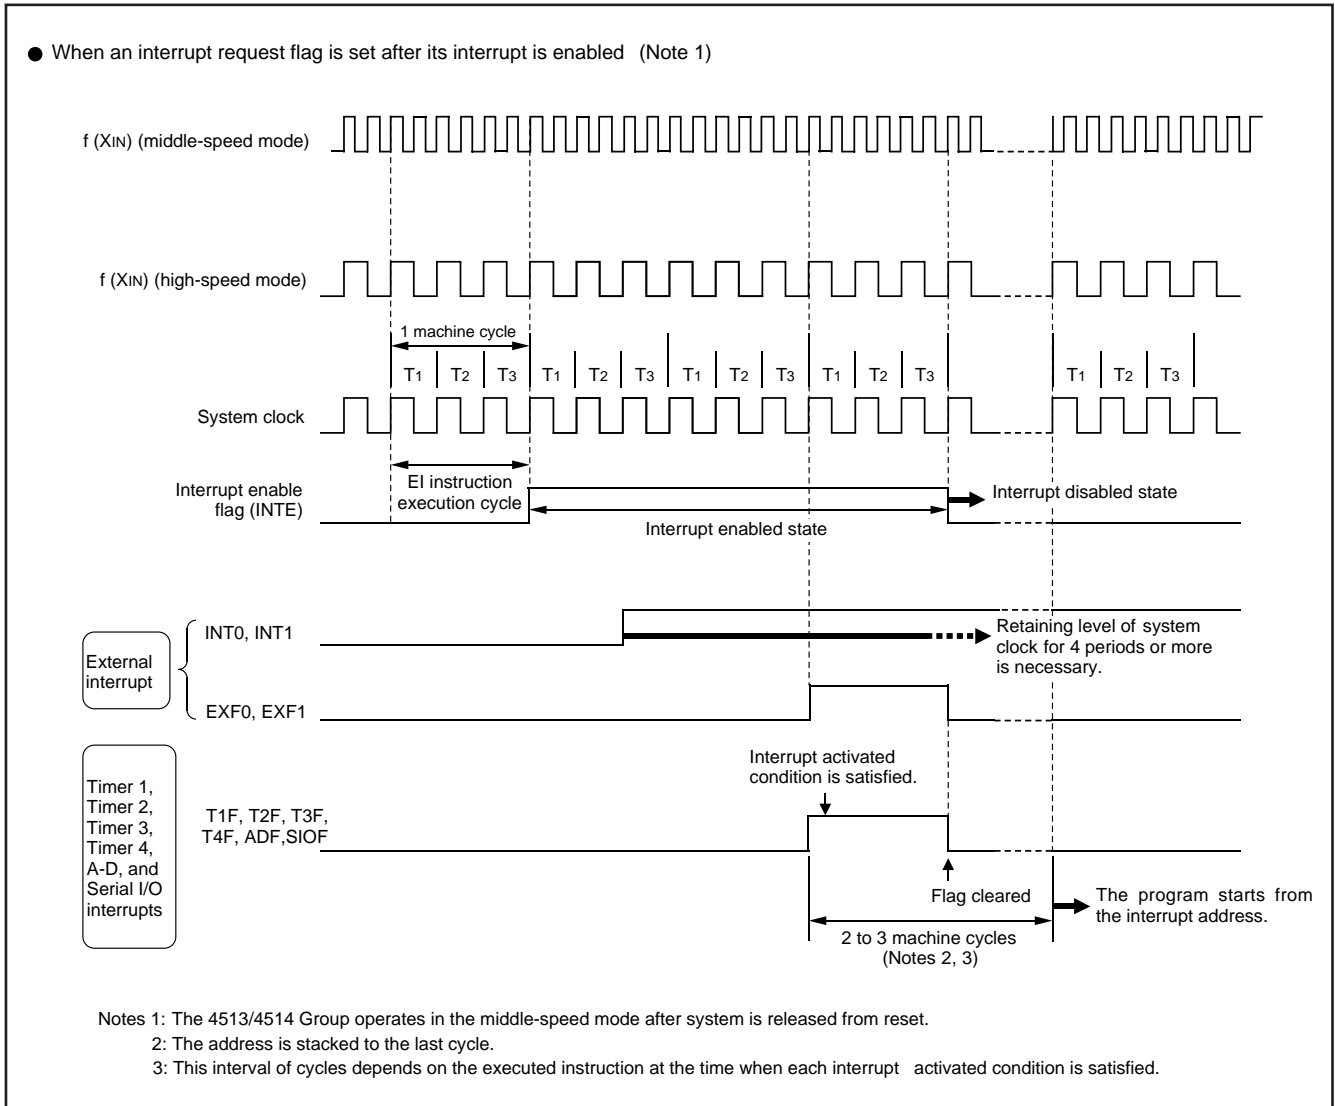 ● When an interrupt request flag is set after its interrupt is enabled (Note 1)
f (XIN) (middle-speed mode)
f (XIN) (high-speed mode)
1 machine cycle
T1 T2 T3 T1 T2 T3 T1 T2 T3 T1 T2 T3 T1 T2 T3
System clock
EI instruction
execution cycle
Interrupt enable
flag (INTE)
Interrupt disabled state
Interrupt enabled state
External
interrupt
INT0, INT1
Retaining level of system
clock for 4 periods or more
is necessary.
EXF0, EXF1
Interrupt activated
condition is satisfied.
Timer 1,
Timer 2,
Timer 3,
Timer 4,
A-D, and
Serial I/O
interrupts
T1F, T2F, T3F,
T4F, ADF,SIOF
Flag cleared
The program starts from
the interrupt address.
2 to 3 machine cycles
(Notes 2, 3)
Notes 1: The 4513/4514 Group operates in the middle-speed mode after system is released from reset.
2: The address is stacked to the last cycle.
3: This interval of cycles depends on the executed instruction at the time when each interrupt activated condition is satisfied.